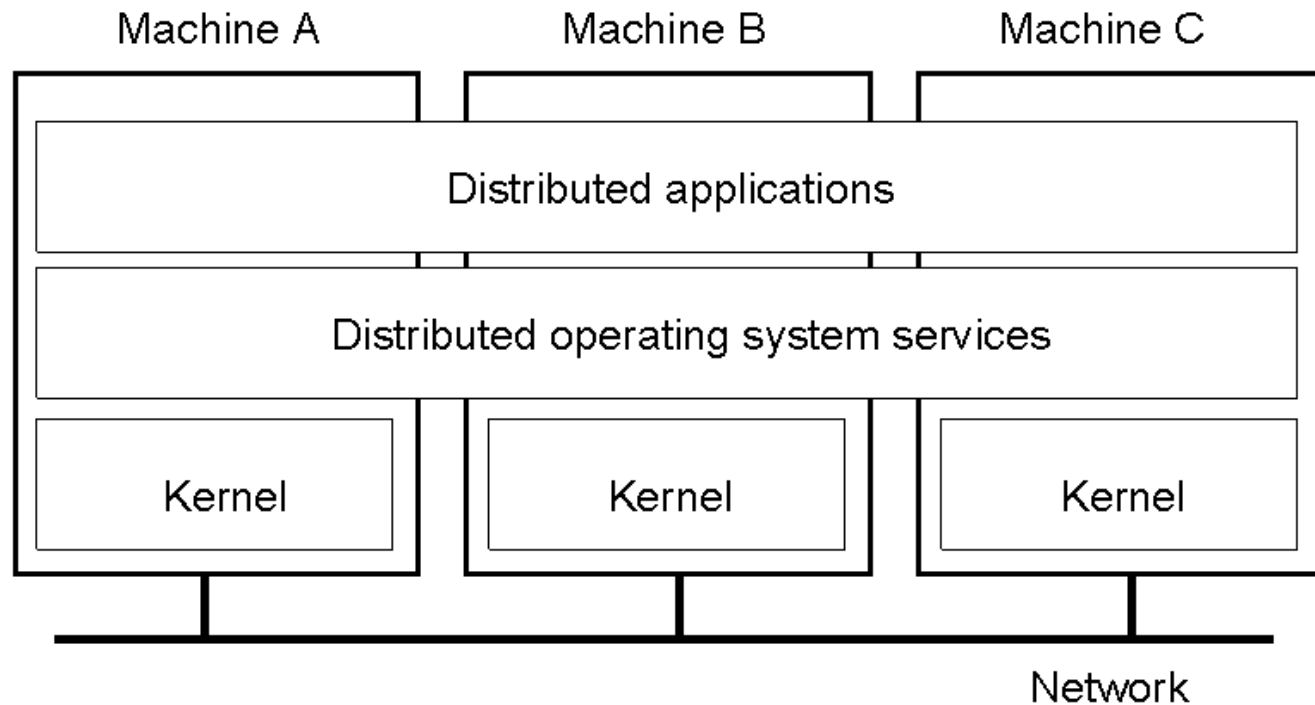 Machine A
Machine B
Machine C
Distributed applications
Distributed operating system services
Kernel
Kernel
Kernel
Network